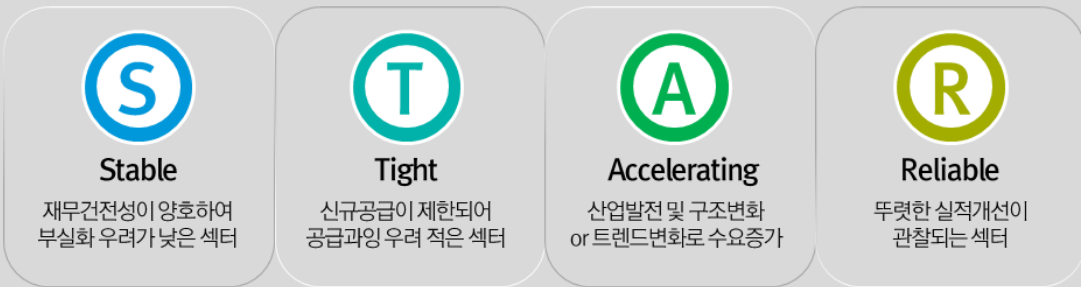 S
Stable
재무건전성이 양호하여
부실화 우려가 낮은 섹터
T
Tight
신규공급이 제한되어
공급과잉 우려 적은 섹터
A
Accelerating
산업발전 및 구조변화
or 트렌드변화로 수요증가
R
Reliable
뚜렷한 실적개선이
관찰되는 섹터